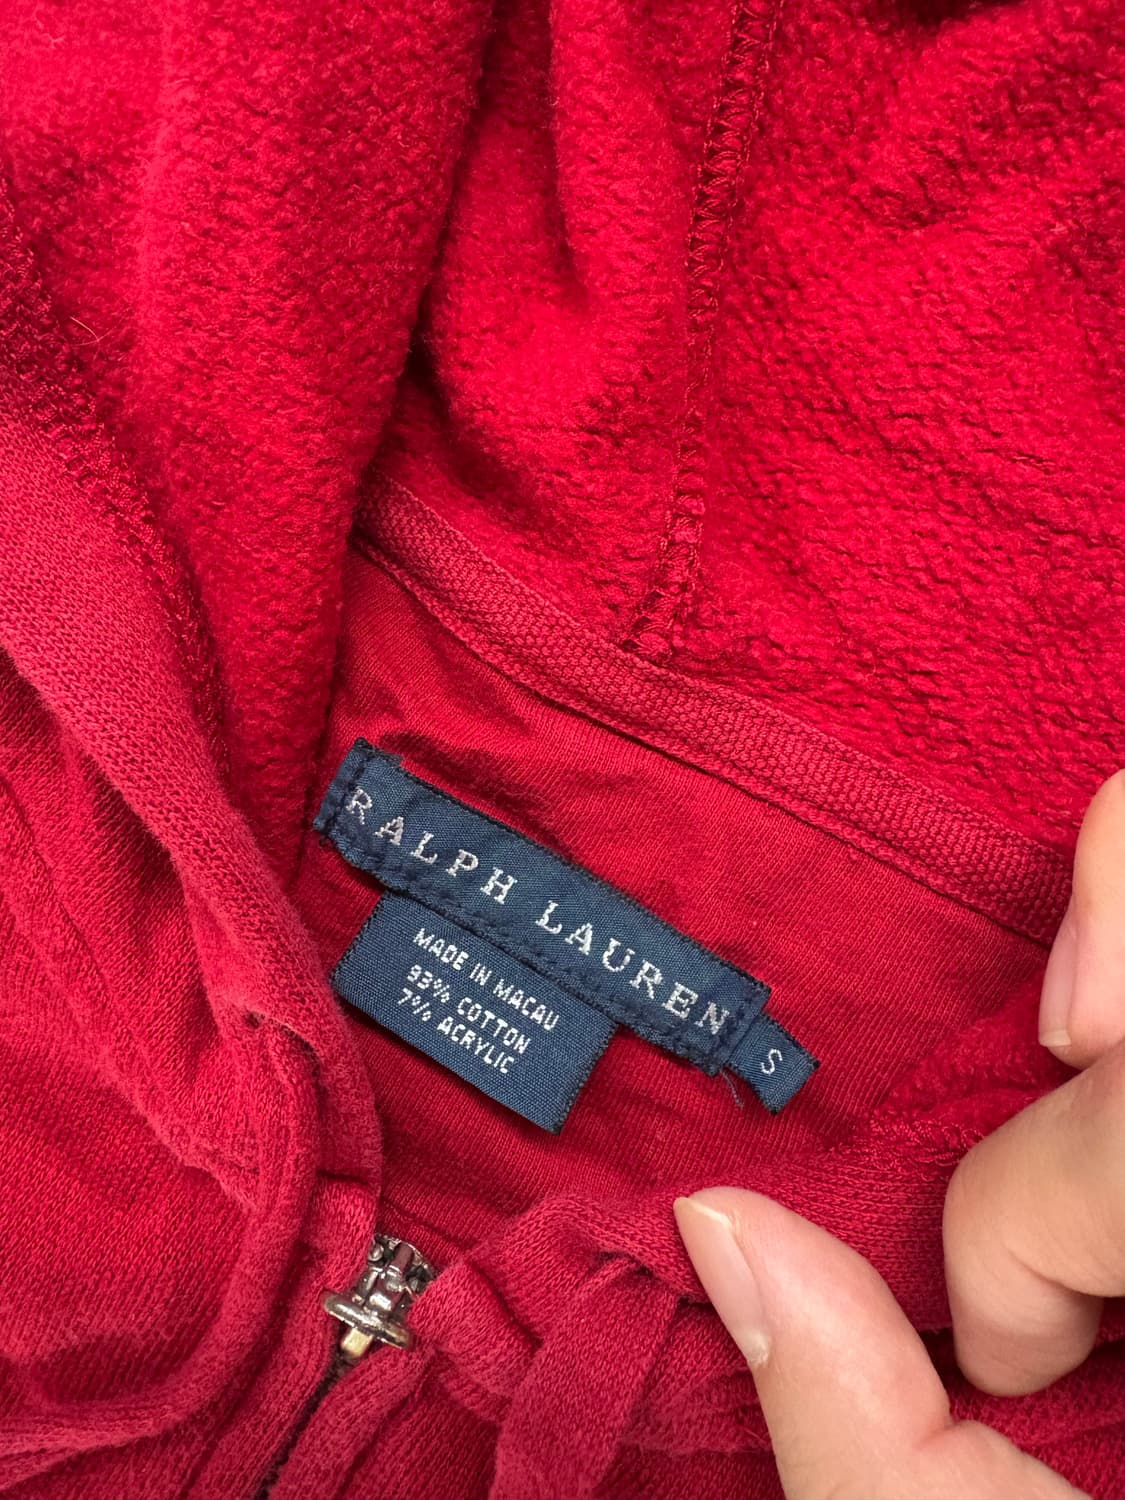 RALPH LAUREN
S
MADE IN MACAU
93% COTTON
7% ACRYLIC